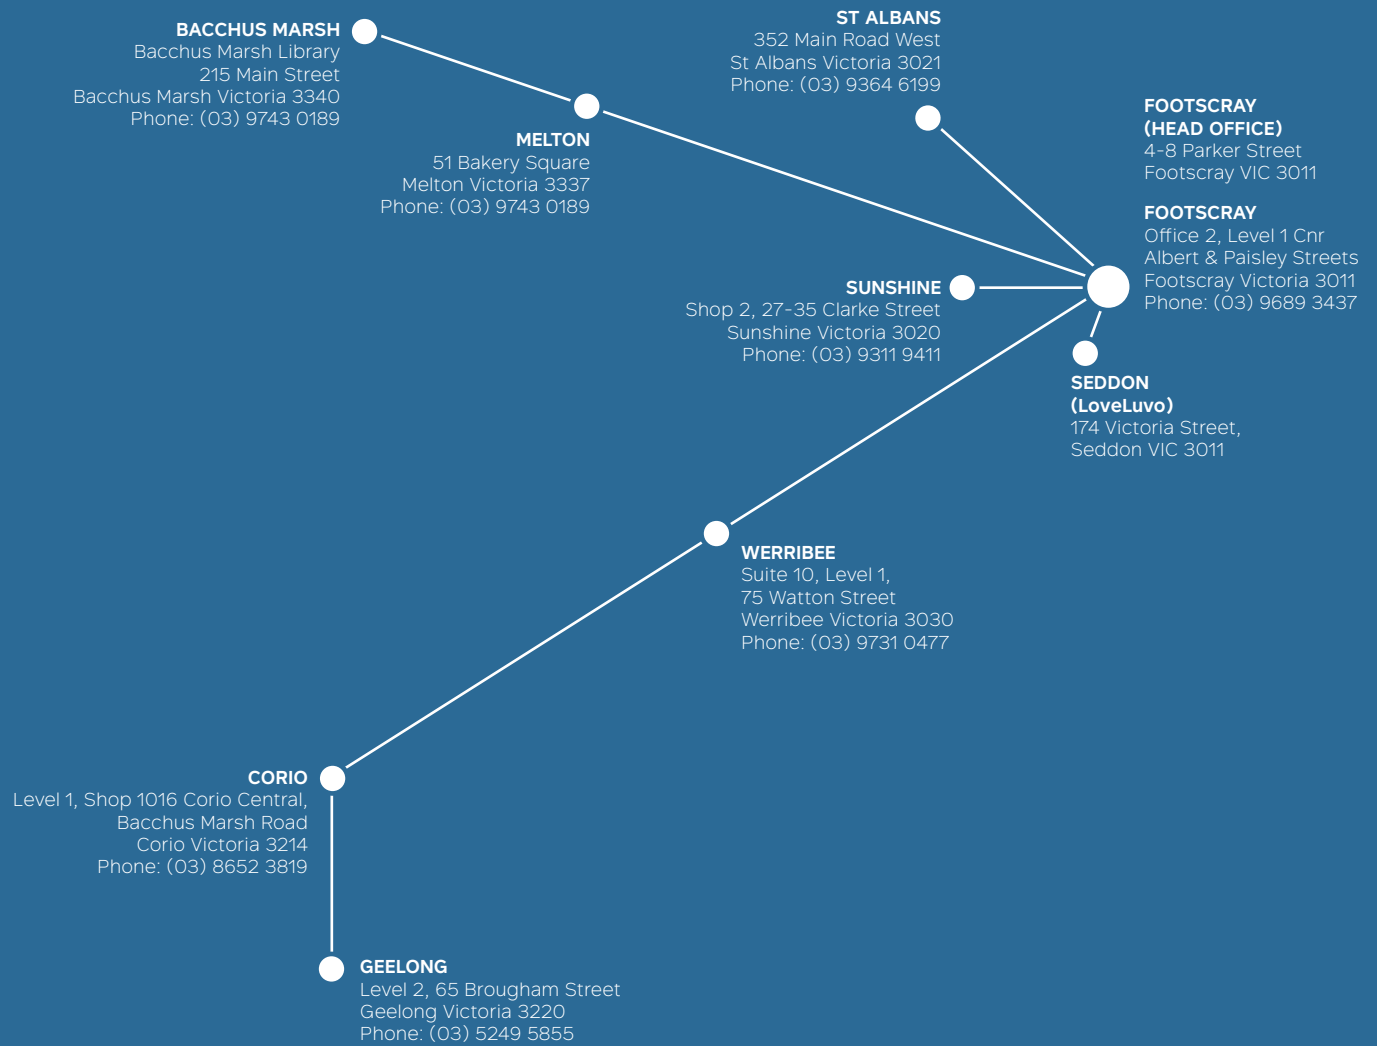 BACCHUS MARSH
Bacchus Marsh Library
215 Main Street
Bacchus Marsh Victoria 3340
Phone: (03) 9743 0189
MELTON
51 Bakery Square
Melton Victoria 3337
Phone: (03) 9743 0189
ST ALBANS
352 Main Road West
St Albans Victoria 3021
Phone: (03) 9364 6199
FOOTSCRAY
(HEAD OFFICE)
4-8 Parker Street
Footscray VIC 3011
FOOTSCRAY
Office 2, Level 1 Cnr
Albert & Paisley Streets
Footscray Victoria 3011
Phone: (03) 9689 3437
SUNSHINE
Shop 2, 27-35 Clarke Street
Sunshine Victoria 3020
Phone: (03) 9311 9411
SEDDON
(LoveLuvo)
174 Victoria Street,
Seddon VIC 3011
WERRIBEE
Suite 10, Level 1,
75 Watton Street
Werribee Victoria 3030
Phone: (03) 9731 0477
CORIO
Level 1, Shop 1016 Corio Central,
Bacchus Marsh Road
Corio Victoria 3214
Phone: (03) 8652 3819
GEELONG
Level 2, 65 Brougham Street
Geelong Victoria 3220
Phone: (03) 5249 5855